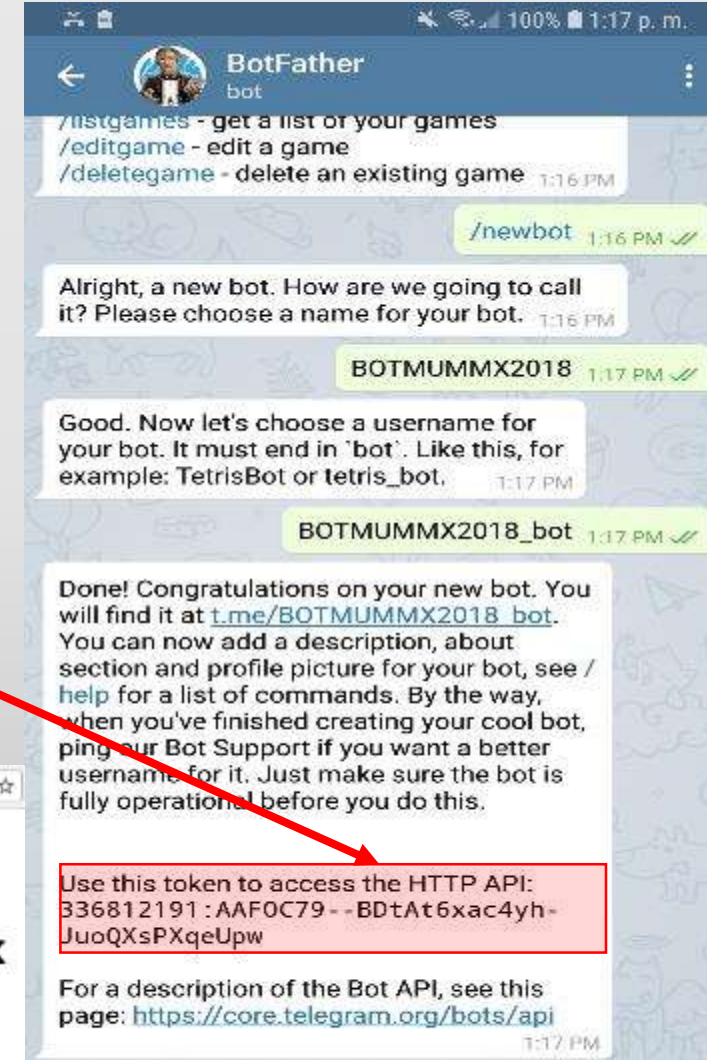 100% 1:17 p. m.
BotFather
bot
/listgames - get a list of your games
/editgame - edit a game
/deletegame - delete an existing game 1:16 PM
/newbot 1:16 PM
Alright, a new bot. How are we going to call
it? Please choose a name for your bot. 1:16 PM
BOTMUMMX2018 1:17 PM
Good. Now let's choose a username for
your bot. It must end in `bot`. Like this, for
example: TetrisBot or tetris_bot. 1:17 PM
BOTMUMMX2018_bot 1:17 PM
Done! Congratulations on your new bot. You
will find it at t.me/BOTMUMMX2018_bot.
You can now add a description, about
section and profile picture for your bot, see /
help for a list of commands. By the way,
when you've finished creating your cool bot,
ping our Bot Support if you want a better
username for it. Just make sure the bot is
fully operational before you do this.
Use this token to access the HTTP API:
336812191:AAFOC79--BDtAt6xac4yh-
JuoQXsPXqeUpw
For a description of the Bot API, see this
page: https://core.telegram.org/bots/api
1:17 PM